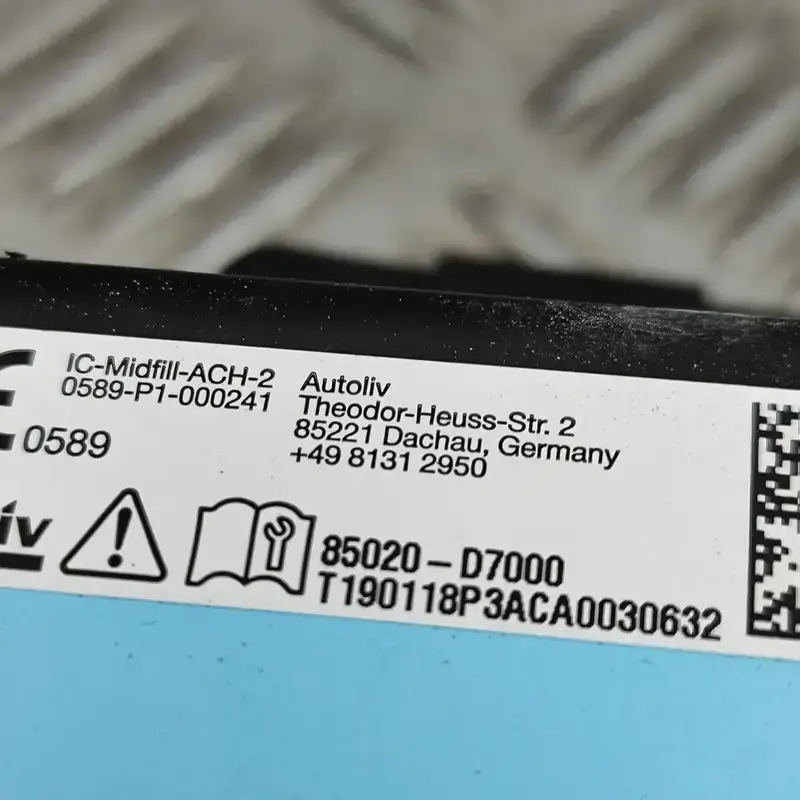 IC-Midfill-ACH-2
0589-P1-000241
0589
Autoliv
Theodor-Heuss-Str. 2
85221 Dachau, Germany
+49 8131 2950
iv
85020 - D7000
T190118P3ACA0030632